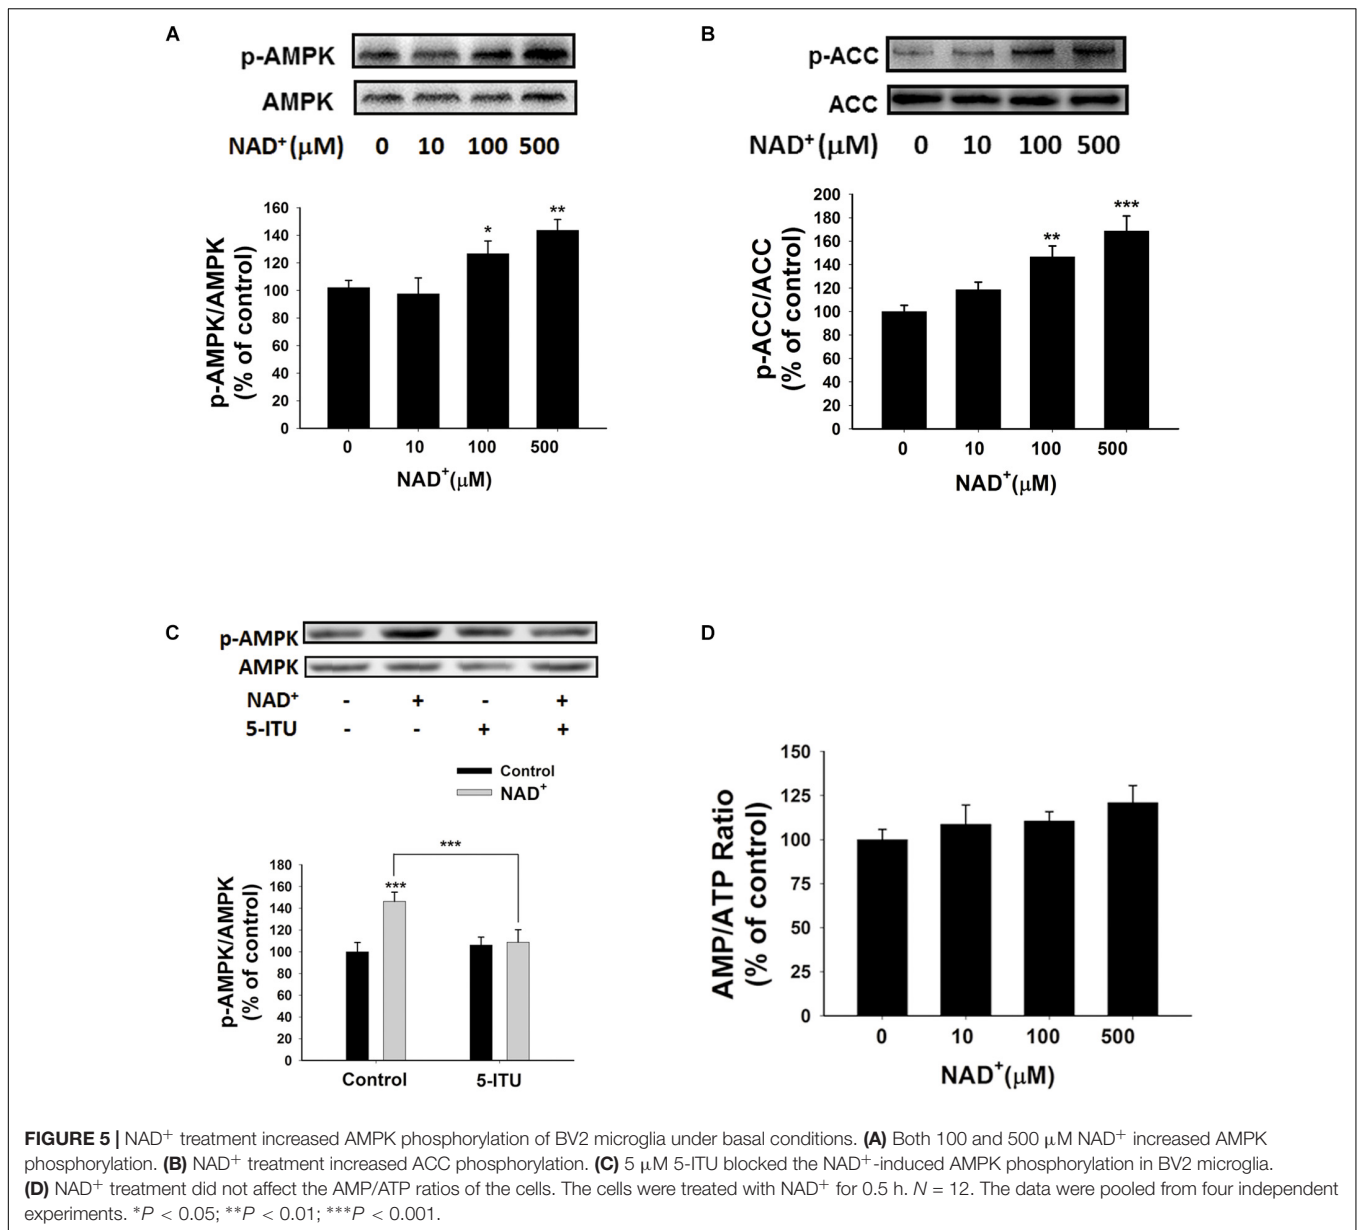 A
p-AMPK
AMPK
NAD+(μM) 0 10 100 500
160
140
120
100
80
60
40
20
0
p-AMPK/AMPK
(% of control)
*
**
0 10 100 500
NAD+(μM)
B
p-ACC
ACC
NAD+(μM) 0 10 100 500
200
180
160
140
120
100
80
60
40
20
0
p-ACC/ACC
(% of control)
**
***
0 10 100 500
NAD+(μM)
C
p-AMPK
AMPK
NAD+ - + - +
5-ITU - - + +
Control
NAD+
180
160
140
120
100
80
60
40
20
0
p-AMPK/AMPK
(% of control)
***
***
Control 5-ITU
D
150
125
100
75
50
25
0
AMP/ATP Ratio
(% of control)
0 10 100 500
NAD+(μM)
FIGURE 5 | NAD+ treatment increased AMPK phosphorylation of BV2 microglia under basal conditions. (A) Both 100 and 500 μM NAD+ increased AMPK
phosphorylation. (B) NAD+ treatment increased ACC phosphorylation. (C) 5 μM 5-ITU blocked the NAD+-induced AMPK phosphorylation in BV2 microglia.
(D) NAD+ treatment did not affect the AMP/ATP ratios of the cells. The cells were treated with NAD+ for 0.5 h. N = 12. The data were pooled from four independent
experiments. *P < 0.05; **P < 0.01; ***P < 0.001.